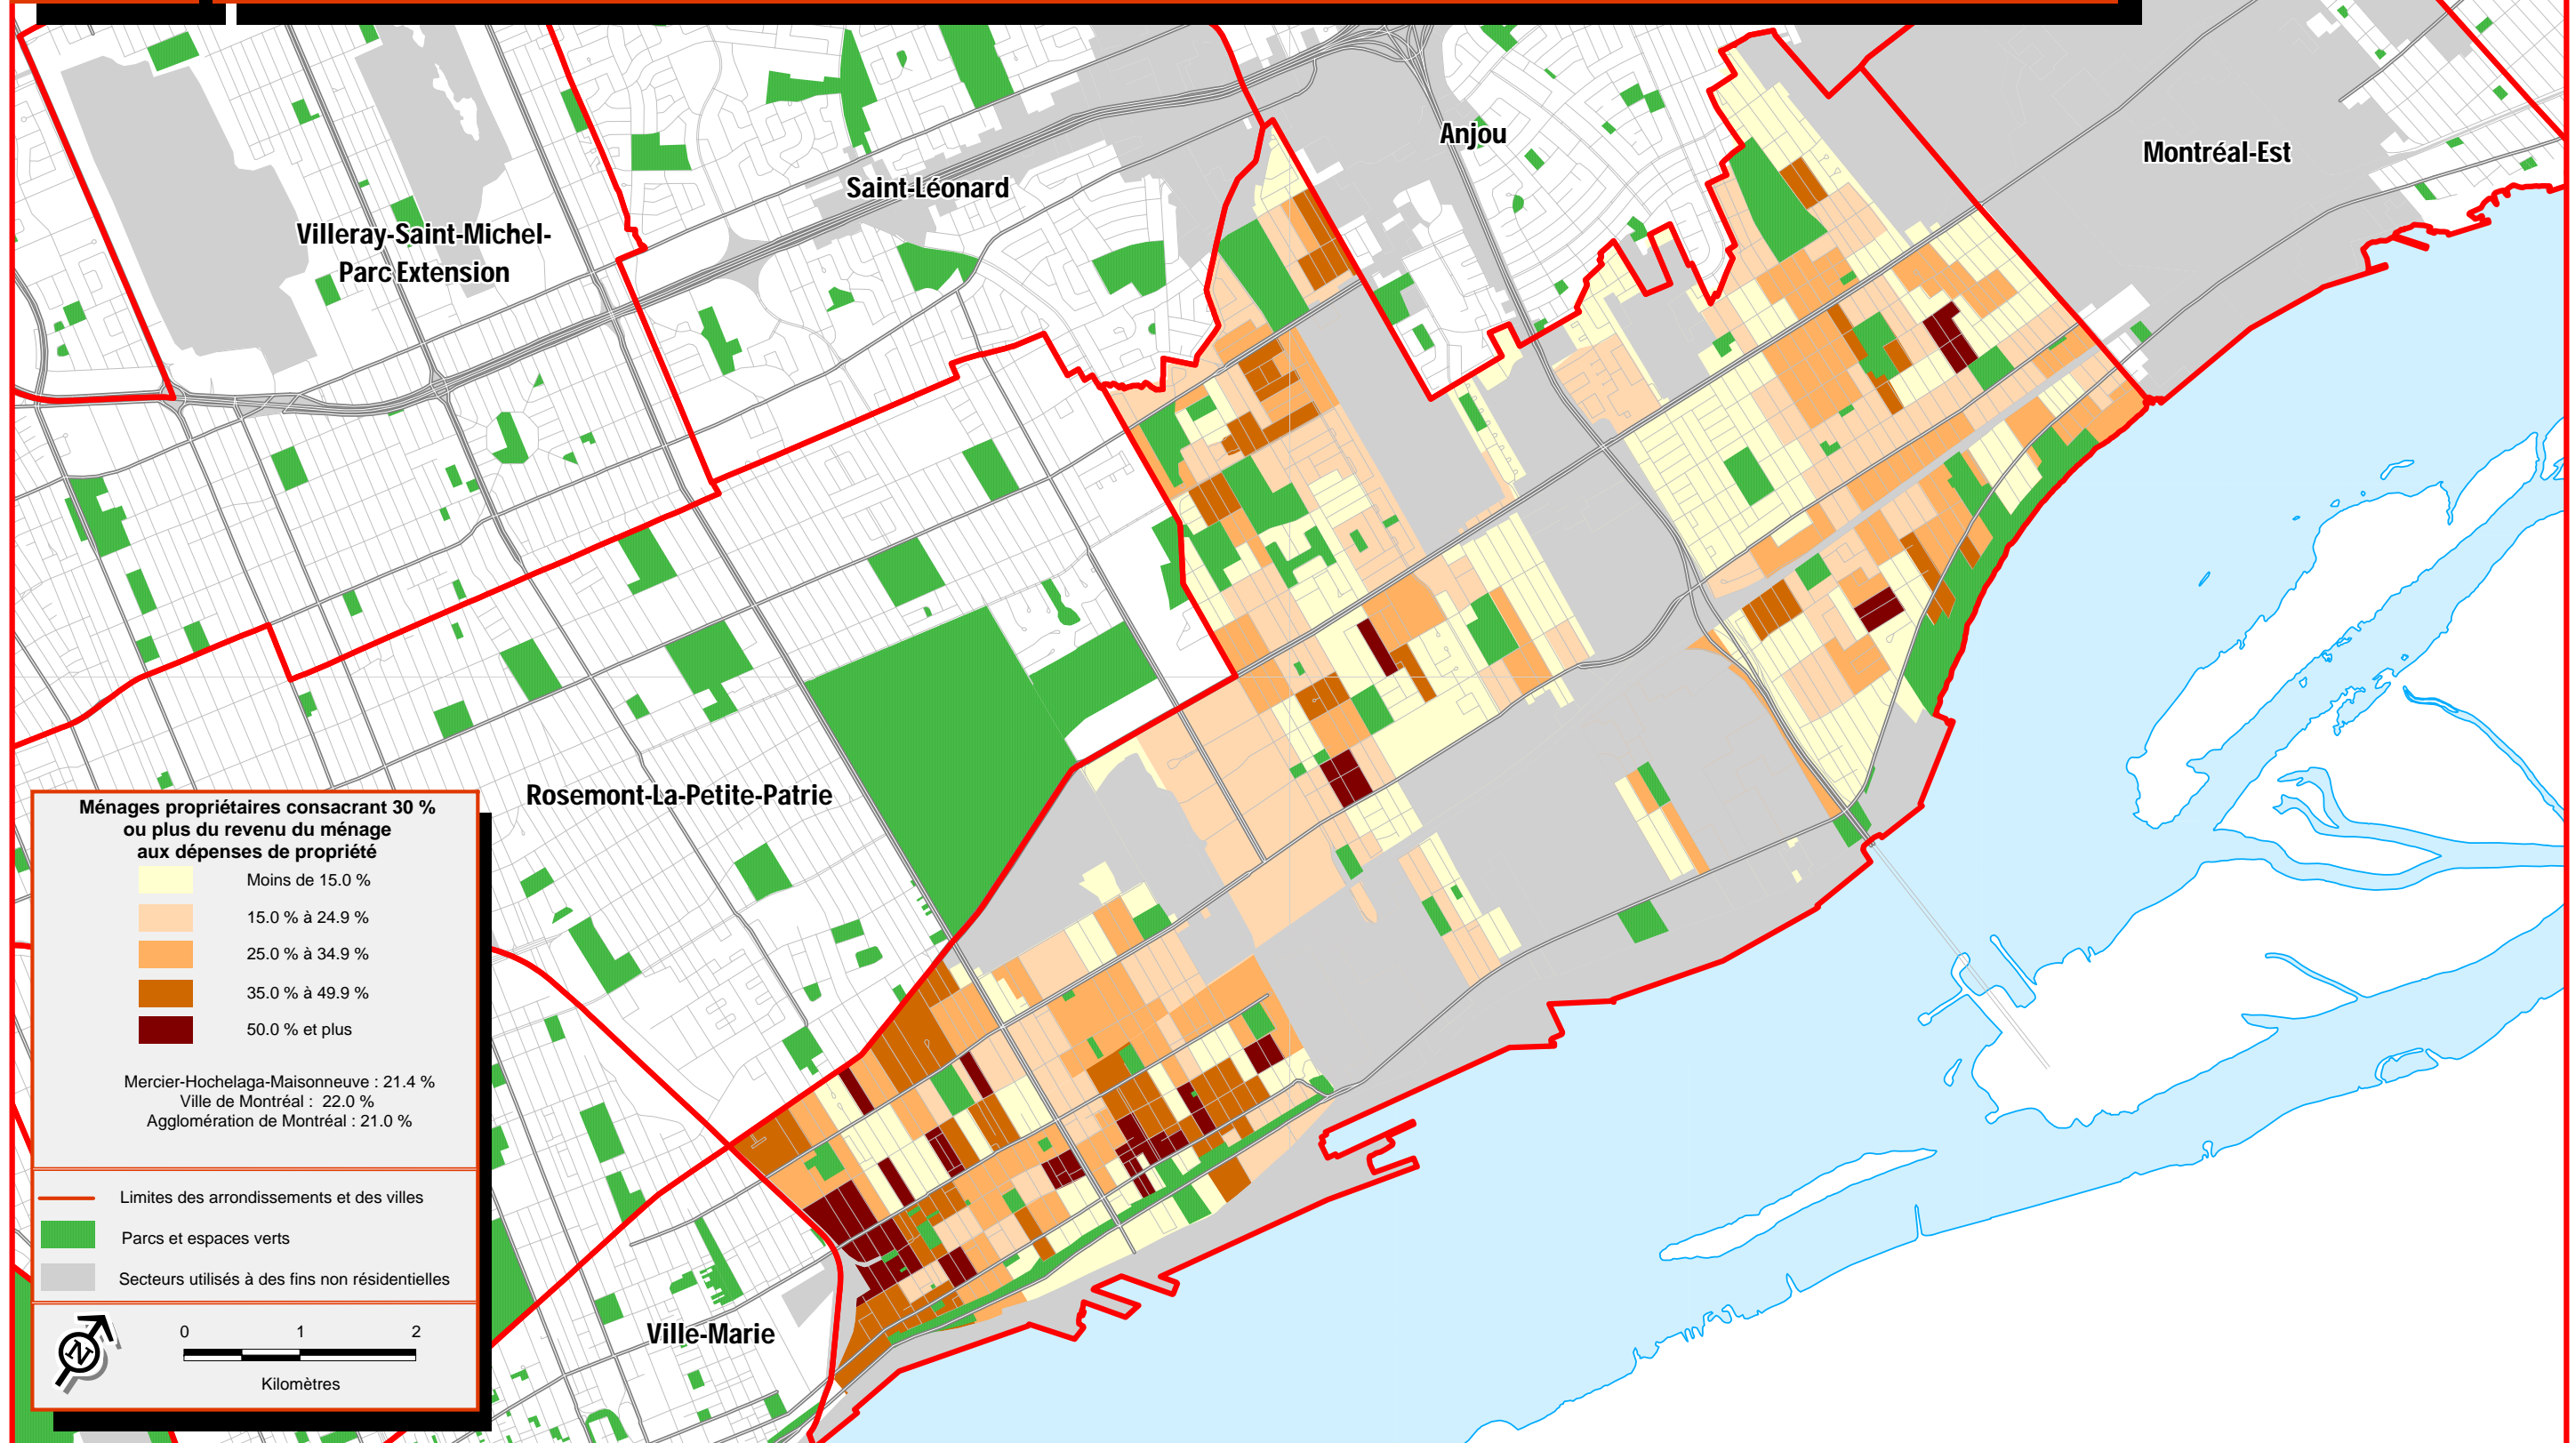 Anjou
Montréal-Est
Saint-Léonard
Villeray-Saint-Michel-
Parc Extension
Rosemont-La-Petite-Patrie
Ville-Marie
Ménages propriétaires consacrant 30 %
ou plus du revenu du ménage
aux dépenses de propriété
Moins de 15.0 %
15.0 % à 24.9 %
25.0 % à 34.9 %
35.0 % à 49.9 %
50.0 % et plus
Mercier-Hochelaga-Maisonneuve : 21.4 %
Ville de Montréal : 22.0 %
Agglomération de Montréal : 21.0 %
Limites des arrondissements et des villes
Parcs et espaces verts
Secteurs utilisés à des fins non résidentielles
N
0 1 2
Kilomètres